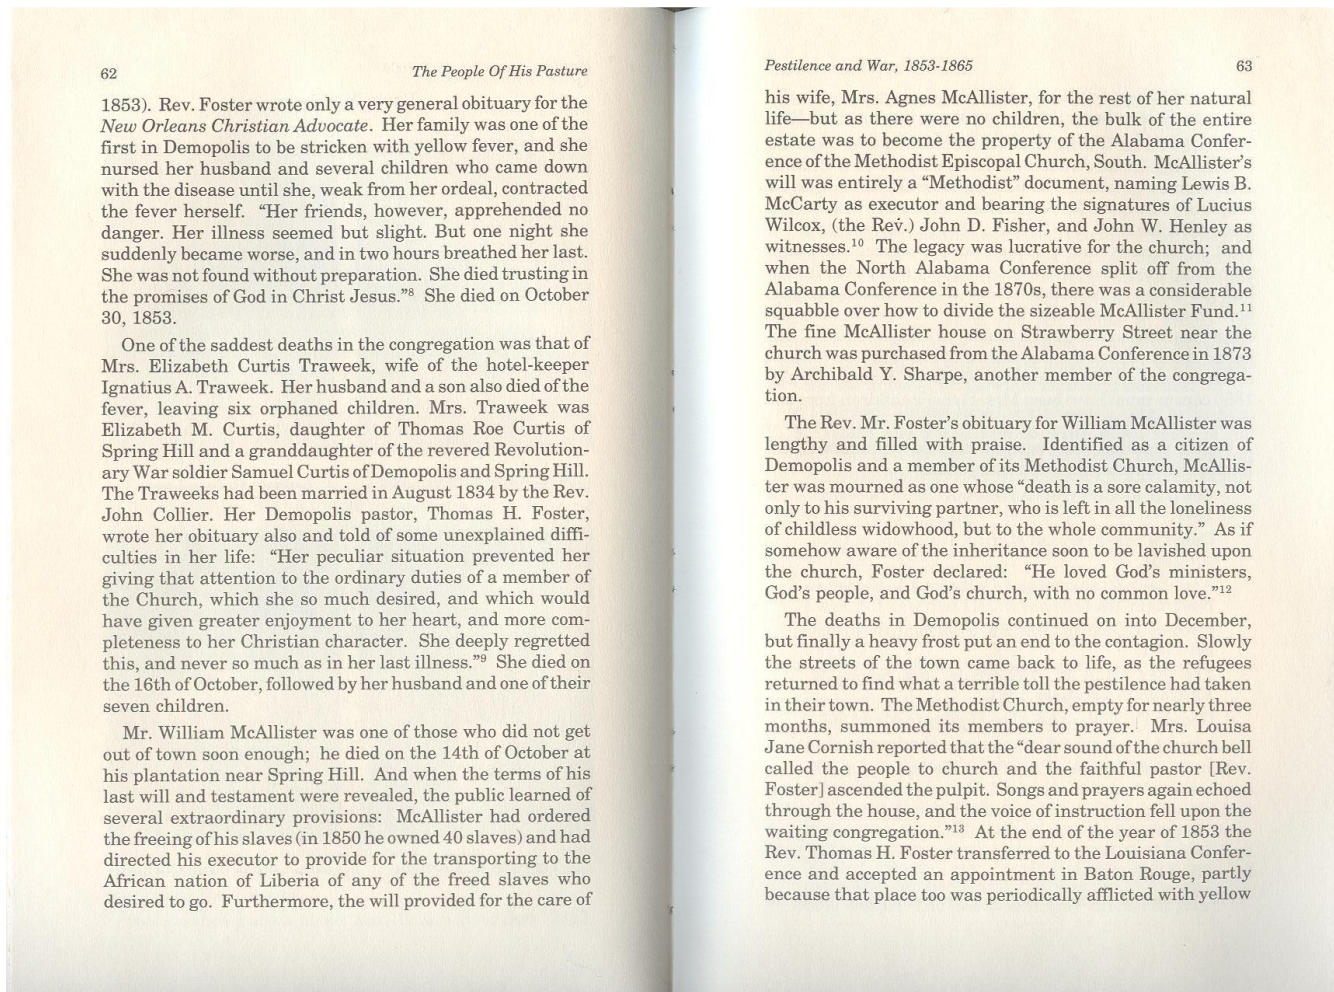 62 The People Of His Pasture
1853). Rev. Foster wrote only a very general obituary for the
New Orleans Christian Advocate. Her family was one of the
first in Demopolis to be stricken with yellow fever, and she
nursed her husband and several children who came down
with the disease until she, weak from her ordeal, contracted
the fever herself. “Her friends, however, apprehended no
danger. Her illness seemed but slight. But one night she
suddenly became worse, and in two hours breathed her last.
She was not found without preparation. She died trusting in
the promises of God in Christ Jesus.”⁸ She died on October
30, 1853.
One of the saddest deaths in the congregation was that of
Mrs. Elizabeth Curtis Traweek, wife of the hotel-keeper
Ignatius A. Traweek. Her husband and a son also died of the
fever, leaving six orphaned children. Mrs. Traweek was
Elizabeth M. Curtis, daughter of Thomas Roe Curtis of
Spring Hill and a granddaughter of the revered Revolution-
ary War soldier Samuel Curtis of Demopolis and Spring Hill.
The Traweeks had been married in August 1834 by the Rev.
John Collier. Her Demopolis pastor, Thomas H. Foster,
wrote her obituary also and told of some unexplained diffi-
culties in her life: “Her peculiar situation prevented her
giving that attention to the ordinary duties of a member of
the Church, which she so much desired, and which would
have given greater enjoyment to her heart, and more com-
pleteness to her Christian character. She deeply regretted
this, and never so much as in her last illness.”⁹ She died on
the 16th of October, followed by her husband and one of their
seven children.
Mr. William McAllister was one of those who did not get
out of town soon enough; he died on the 14th of October at
his plantation near Spring Hill. And when the terms of his
last will and testament were revealed, the public learned of
several extraordinary provisions: McAllister had ordered
the freeing of his slaves (in 1850 he owned 40 slaves) and had
directed his executor to provide for the transporting to the
African nation of Liberia of any of the freed slaves who
desired to go. Furthermore, the will provided for the care of
Pestilence and War, 1853-1865 63
his wife, Mrs. Agnes McAllister, for the rest of her natural
life—but as there were no children, the bulk of the entire
estate was to become the property of the Alabama Confer-
ence of the Methodist Episcopal Church, South. McAllister’s
will was entirely a “Methodist” document, naming Lewis B.
McCarty as executor and bearing the signatures of Lucius
Wilcox, (the Rev.) John D. Fisher, and John W. Henley as
witnesses.¹⁰ The legacy was lucrative for the church; and
when the North Alabama Conference split off from the
Alabama Conference in the 1870s, there was a considerable
squabble over how to divide the sizeable McAllister Fund.¹¹
The fine McAllister house on Strawberry Street near the
church was purchased from the Alabama Conference in 1873
by Archibald Y. Sharpe, another member of the congrega-
tion.
The Rev. Mr. Foster’s obituary for William McAllister was
lengthy and filled with praise. Identified as a citizen of
Demopolis and a member of its Methodist Church, McAllis-
ter was mourned as one whose “death is a sore calamity, not
only to his surviving partner, who is left in all the loneliness
of childless widowhood, but to the whole community.” As if
somehow aware of the inheritance soon to be lavished upon
the church, Foster declared: “He loved God’s ministers,
God’s people, and God’s church, with no common love.”¹²
The deaths in Demopolis continued on into December,
but finally a heavy frost put an end to the contagion. Slowly
the streets of the town came back to life, as the refugees
returned to find what a terrible toll the pestilence had taken
in their town. The Methodist Church, empty for nearly three
months, summoned its members to prayer. Mrs. Louisa
Jane Cornish reported that the “dear sound of the church bell
called the people to church and the faithful pastor [Rev.
Foster] ascended the pulpit. Songs and prayers again echoed
through the house, and the voice of instruction fell upon the
waiting congregation.”¹³ At the end of the year of 1853 the
Rev. Thomas H. Foster transferred to the Louisiana Confer-
ence and accepted an appointment in Baton Rouge, partly
because that place too was periodically afflicted with yellow